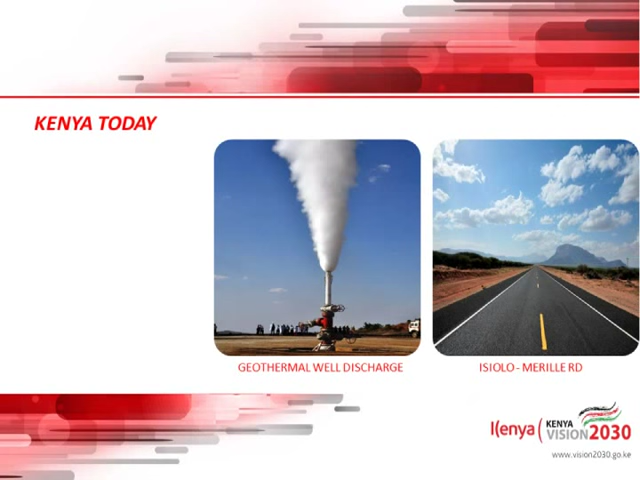 KENYA TODAY
GEOTHERMAL WELL DISCHARGE
ISIOLO - MERILLE RD
Kenya
KENYA
VISION2030
www.vision2030.go.ke